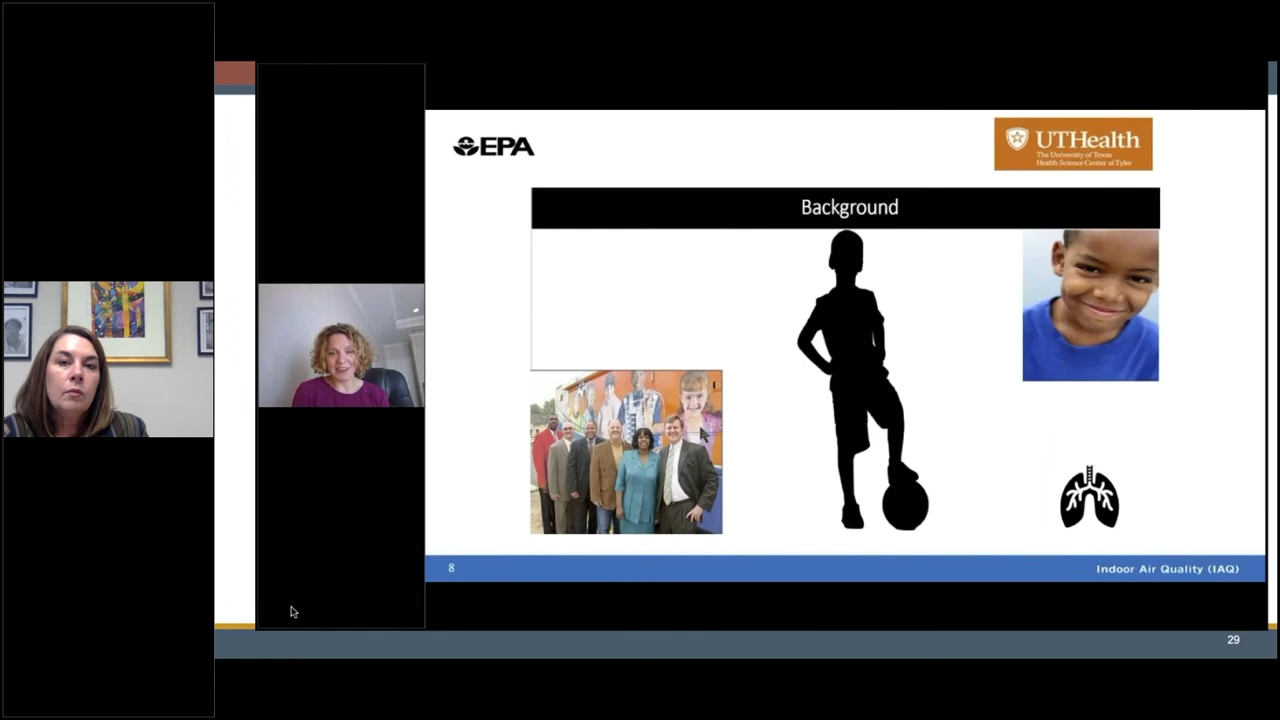 EPA
UTHealth
The University of Texas
Health Science Center at Tyler
Background
8
Indoor Air Quality (IAQ)
29